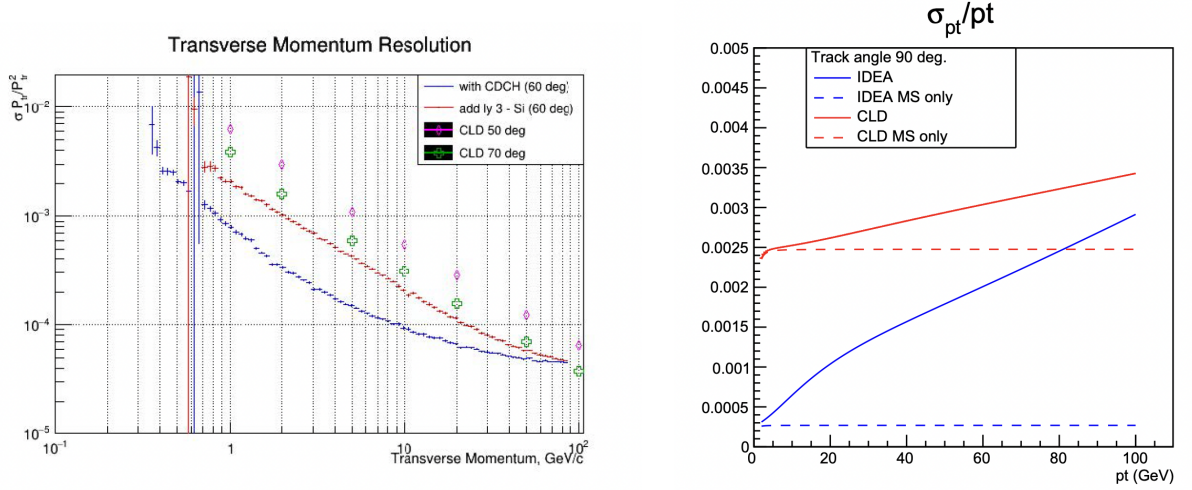 Transverse Momentum Resolution
σ P_tr/P²_tr
with CDCH (60 deg)
add ly 3 - Si (60 deg)
CLD 50 deg
CLD 70 deg
10⁻²
10⁻³
10⁻⁴
10⁻⁵
10⁻¹ 1 10 10²
Transverse Momentum, GeV/c
σ_pt/pt
Track angle 90 deg.
IDEA
IDEA MS only
CLD
CLD MS only
0.005
0.0045
0.004
0.0035
0.003
0.0025
0.002
0.0015
0.001
0.0005
0
0 20 40 60 80 100
pt (GeV)